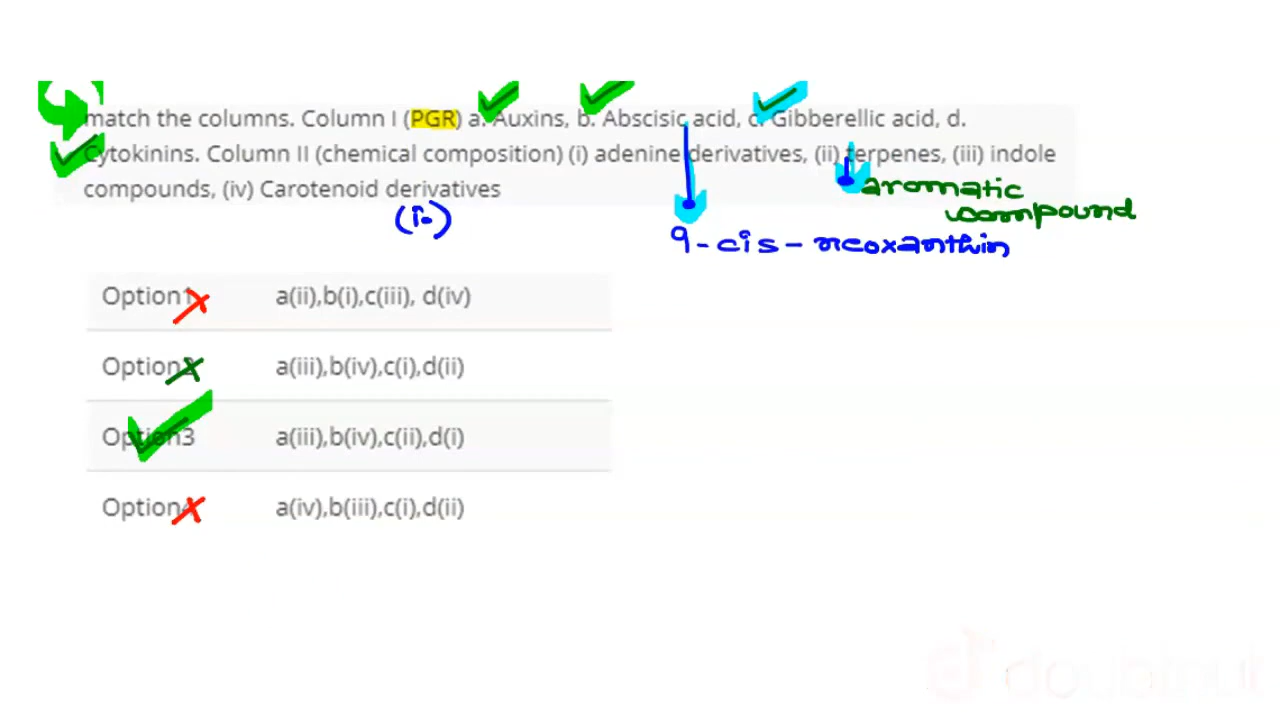 match the columns. Column I (PGR) a. Auxins, b. Abscisic acid, c. Gibberellic acid, d.
Cytokinins. Column II (chemical composition) (i) adenine derivatives, (ii) terpenes, (iii) indole
compounds, (iv) Carotenoid derivatives
aromatic
compound
9-cis-neoxanthin
Option1 a(ii),b(i),c(iii), d(iv)
Option2 a(iii),b(iv),c(i),d(ii)
Option3 a(iii),b(iv),c(ii),d(i)
Option4 a(iv),b(iii),c(i),d(ii)
doubtnut